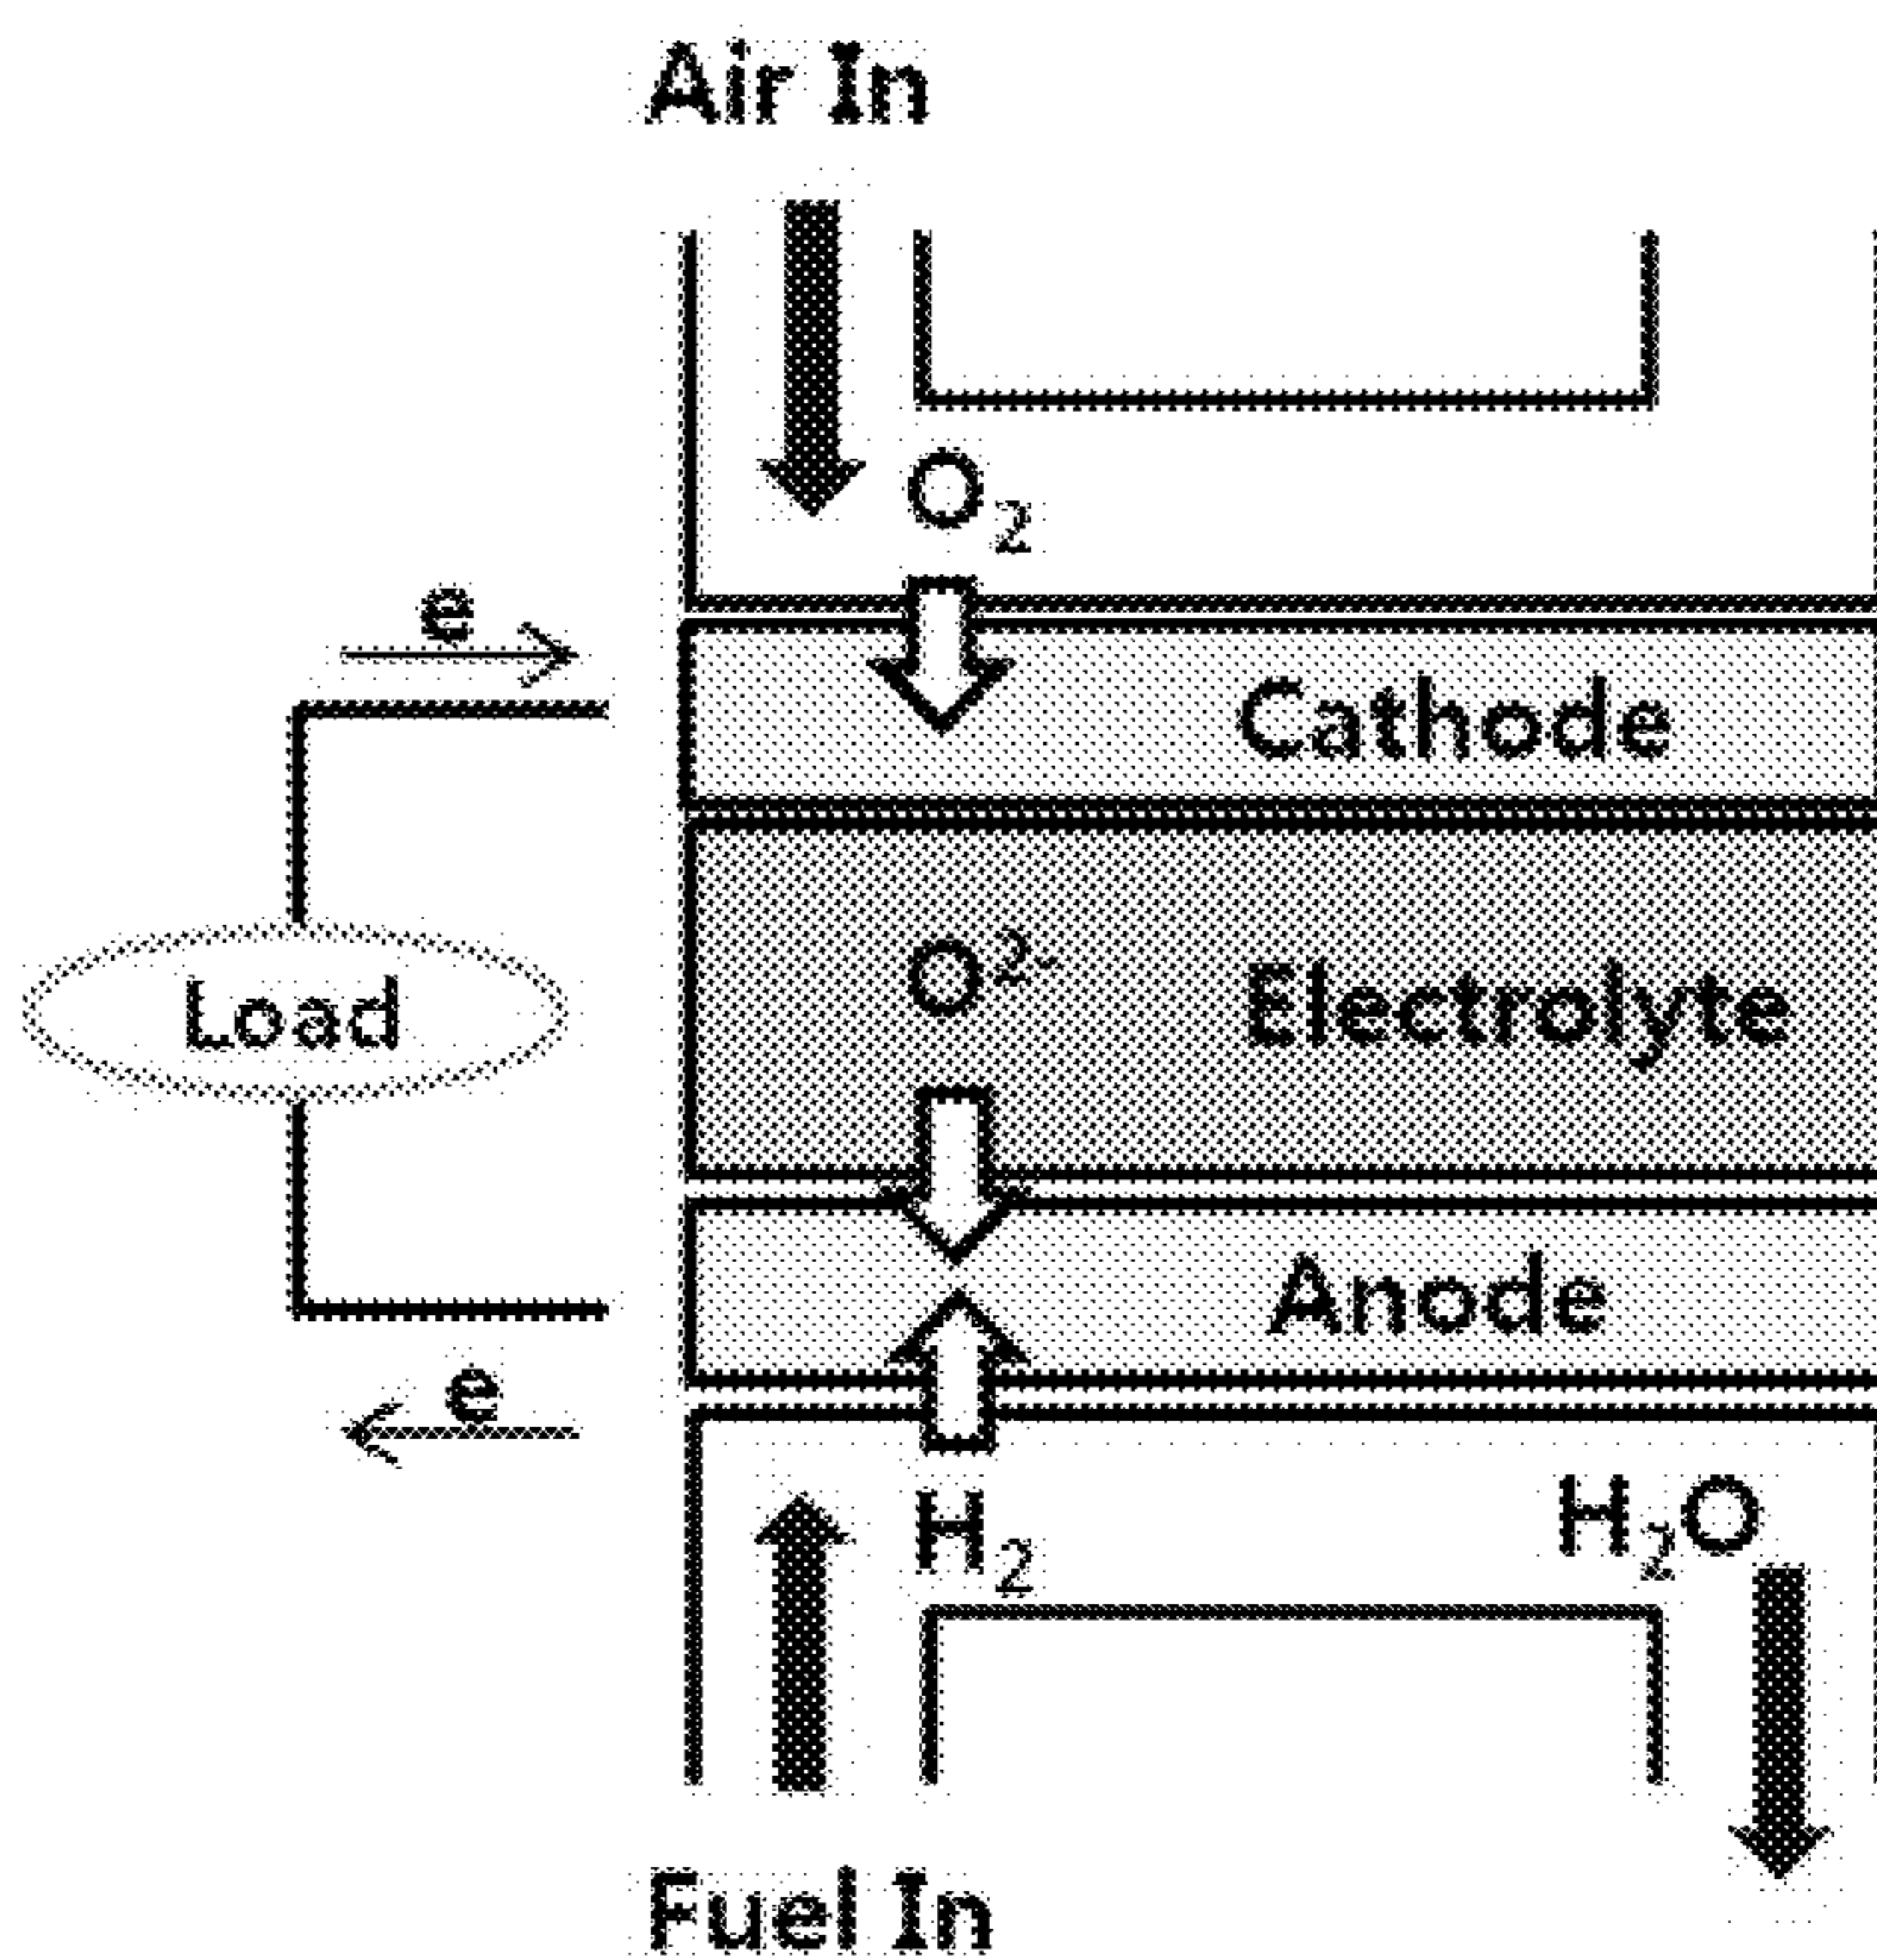 Air In
O₂
e
Cathode
O²⁻
Electrolyte
Load
Anode
e
H₂
H₂O
Fuel In